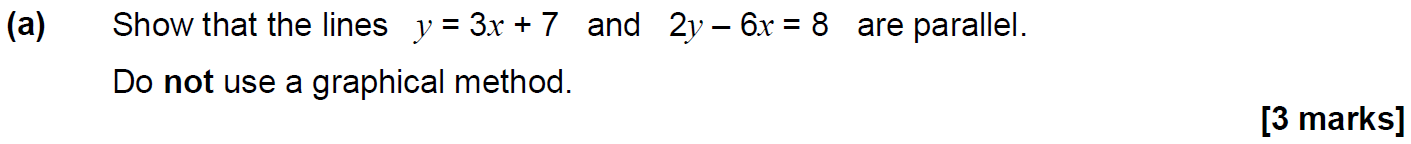 (a) Show that the lines y = 3x + 7 and 2y – 6x = 8 are parallel.
Do not use a graphical method.
[3 marks]